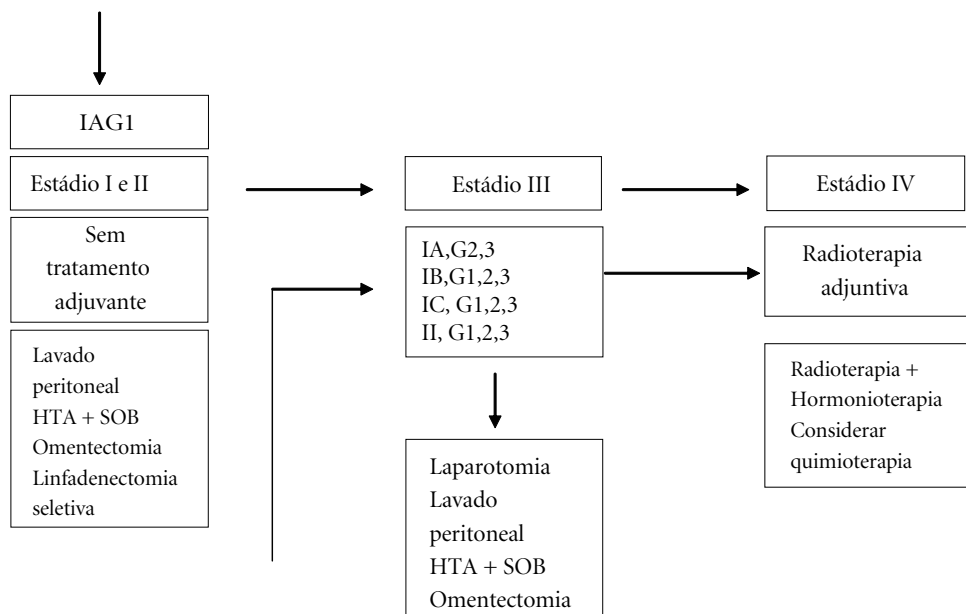 IAG1
Estádio I e II
Sem
tratamento
adjuvante
Lavado
peritoneal
HTA + SOB
Omentectomia
Linfadenectomia
seletiva
Estádio III
IA,G2,3
IB,G1,2,3
IC, G1,2,3
II, G1,2,3
Laparotomia
Lavado
peritoneal
HTA + SOB
Omentectomia
Estádio IV
Radioterapia
adjuntiva
Radioterapia +
Hormonioterapia
Considerar
quimioterapia